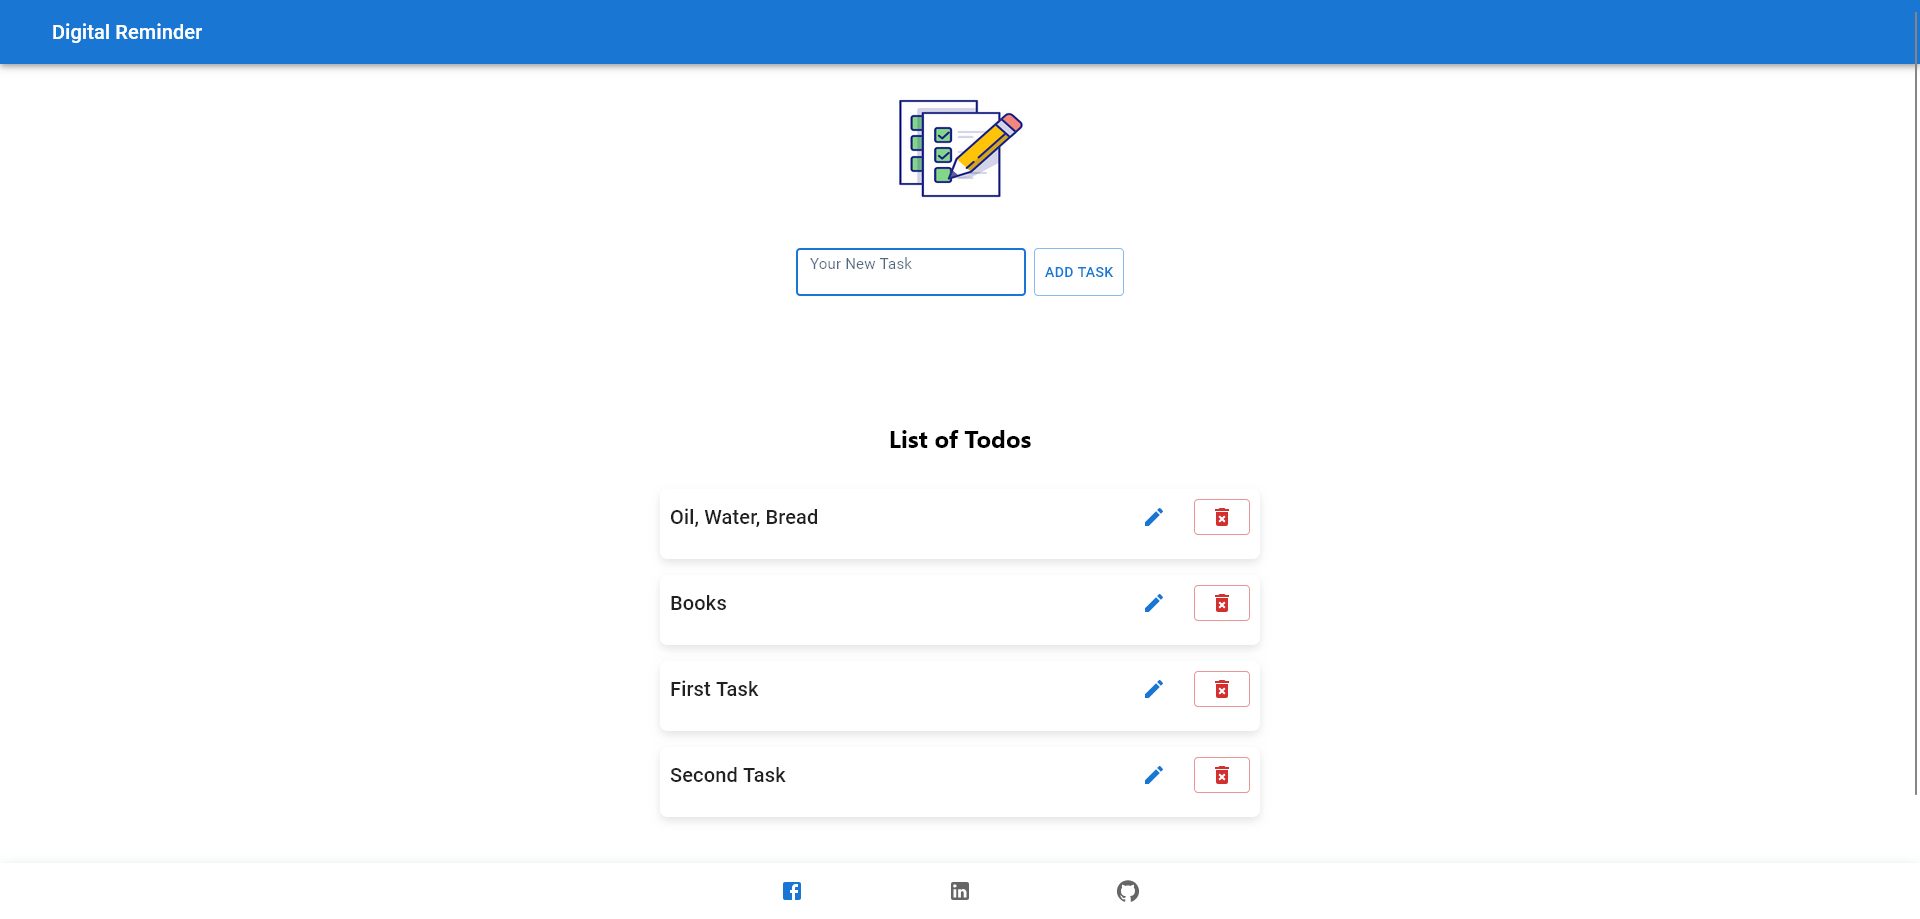 Digital Reminder
Your New Task
ADD TASK
List of Todos
Oil, Water, Bread
Books
First Task
Second Task